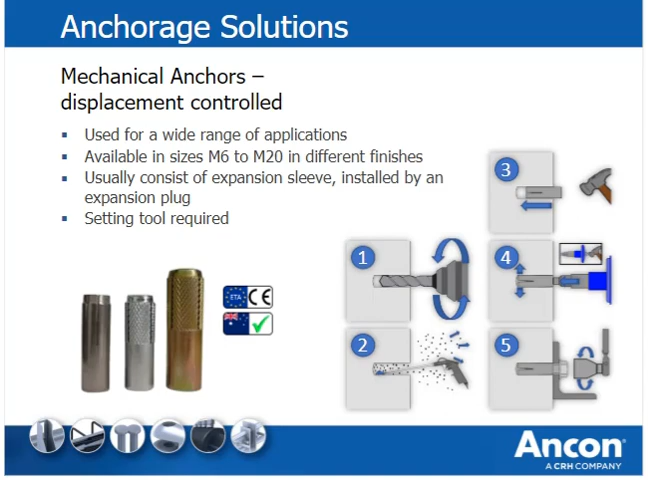 Anchorage Solutions
Mechanical Anchors –
displacement controlled
▪ Used for a wide range of applications
▪ Available in sizes M6 to M20 in different finishes
▪ Usually consist of expansion sleeve, installed by an
expansion plug
▪ Setting tool required
3
1
4
ETA CE
2
5
Ancon®
A CRH COMPANY